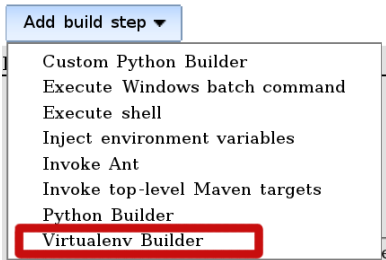 Add build step
Custom Python Builder
Execute Windows batch command
Execute shell
Inject environment variables
Invoke Ant
Invoke top-level Maven targets
Python Builder
Virtualenv Builder